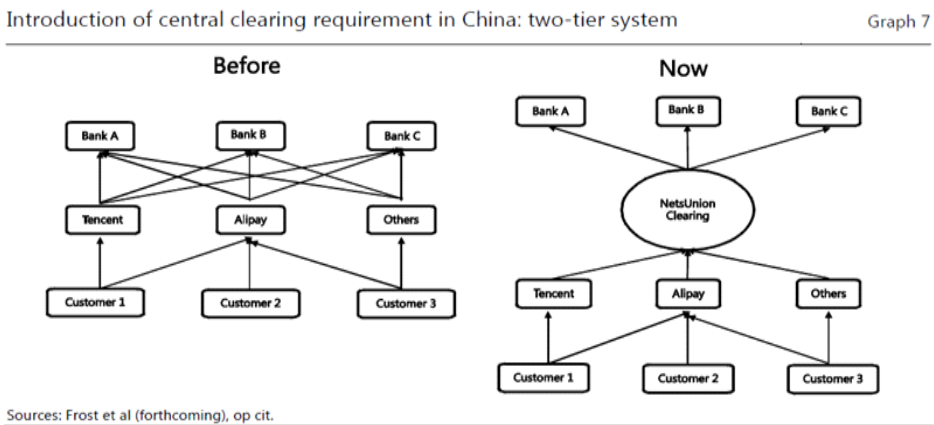 Introduction of central clearing requirement in China: two-tier system
Graph 7
Before
Bank A
Bank B
Bank C
Tencent
Alipay
Others
Customer 1
Customer 2
Customer 3
Now
Bank A
Bank B
Bank C
NetsUnion
Clearing
Tencent
Alipay
Others
Customer 1
Customer 2
Customer 3
Sources: Frost et al (forthcoming), op cit.